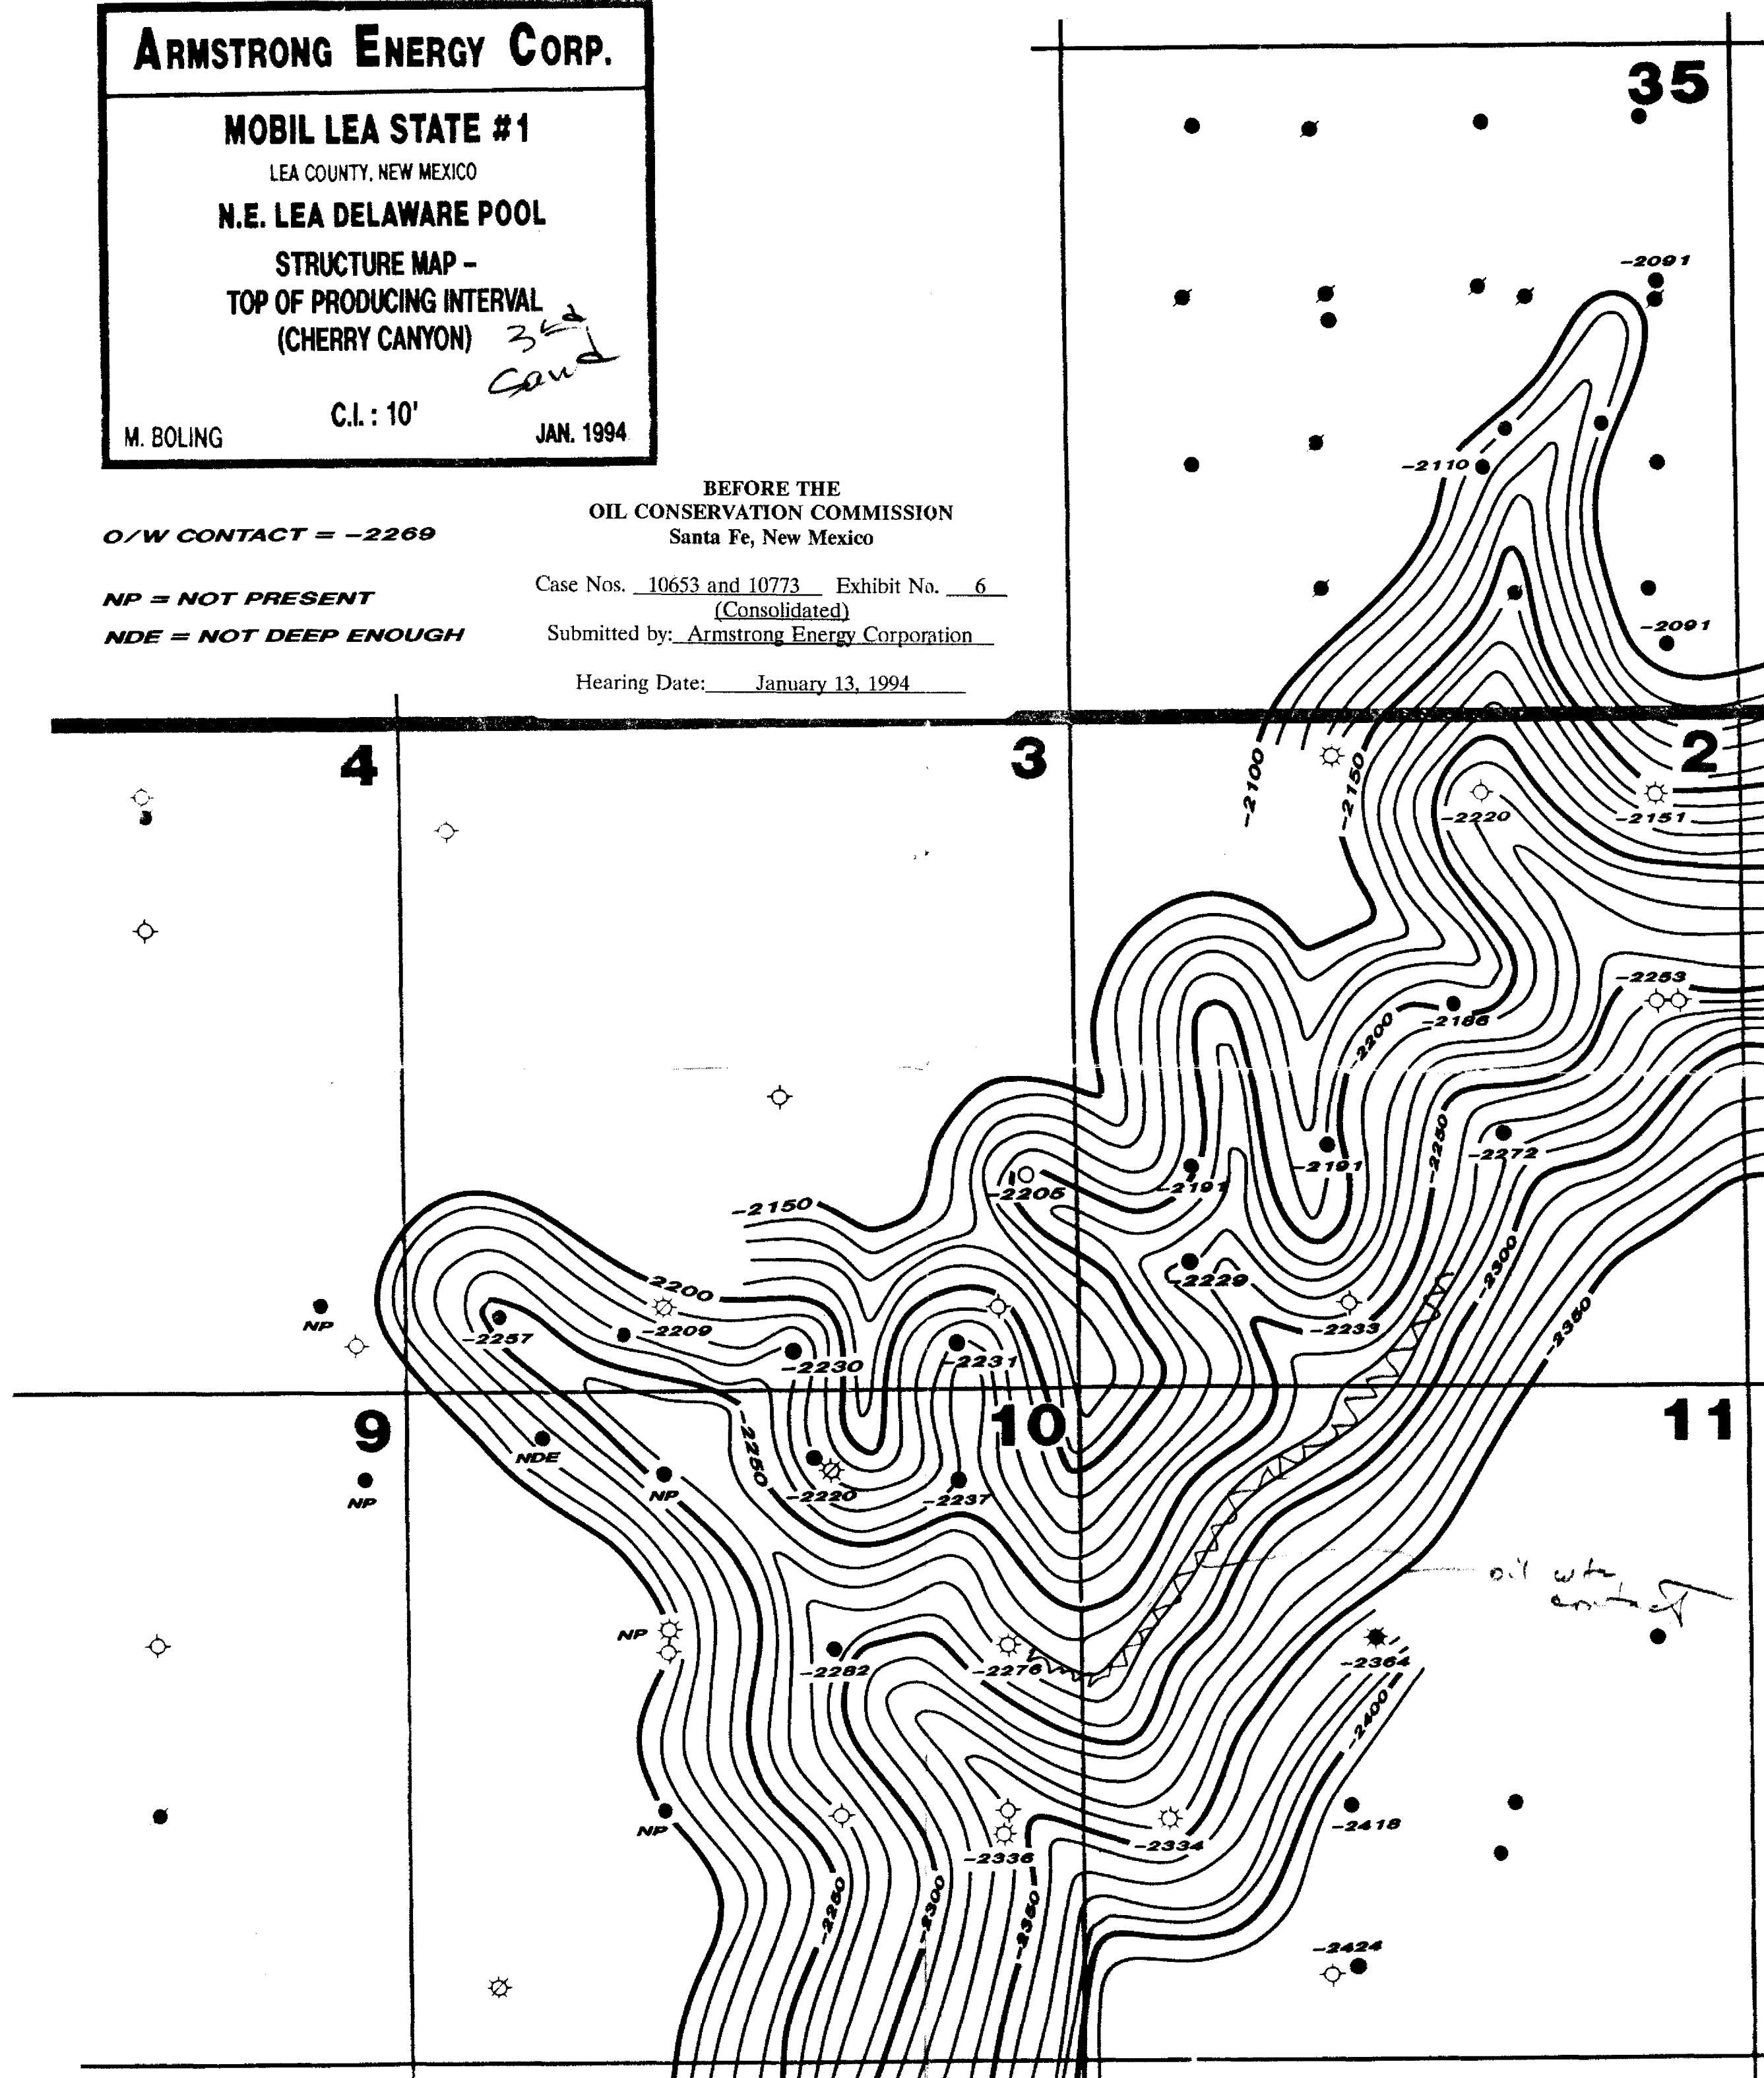 ARMSTRONG ENERGY CORP.
MOBIL LEA STATE #1
LEA COUNTY, NEW MEXICO
N.E. LEA DELAWARE POOL
STRUCTURE MAP –
TOP OF PRODUCING INTERVAL
(CHERRY CANYON)
3rd
Sand
C.I. : 10'
M. BOLING
JAN. 1994
BEFORE THE
OIL CONSERVATION COMMISSION
Santa Fe, New Mexico
O/W CONTACT = -2269
Case Nos. 10653 and 10773 Exhibit No. 6
(Consolidated)
NP = NOT PRESENT
NDE = NOT DEEP ENOUGH
Submitted by: Armstrong Energy Corporation
Hearing Date: January 13, 1994
35
-2091
-2110
-2091
4
3
2
-2100
-2150
-2220
-2151
-2253
-2186
-2200
-2250
-2272
-2191
-2191
-2205
-2150
-2229
-2300
-2200
-2233
-2350
NP
-2257
-2209
-2230
-2231
9
10
11
-2250
NDE
NP
NP
-2220
-2237
oil wtr
contact
NP
-2282
-2276
-2364
-2400
NP
-2336
-2334
-2418
-2250
-2300
-2350
-2424